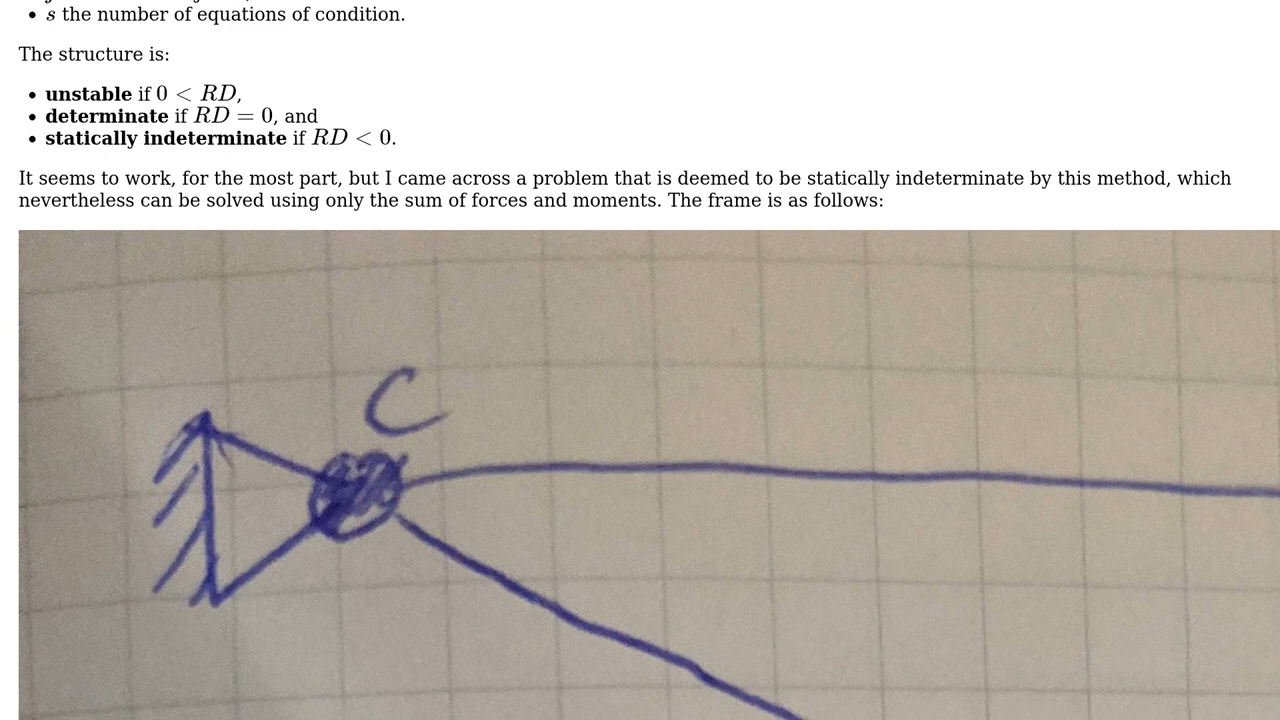 • s the number of equations of condition.
The structure is:
• unstable if 0 < RD,
• determinate if RD = 0, and
• statically indeterminate if RD < 0.
It seems to work, for the most part, but I came across a problem that is deemed to be statically indeterminate by this method, which
nevertheless can be solved using only the sum of forces and moments. The frame is as follows:
C